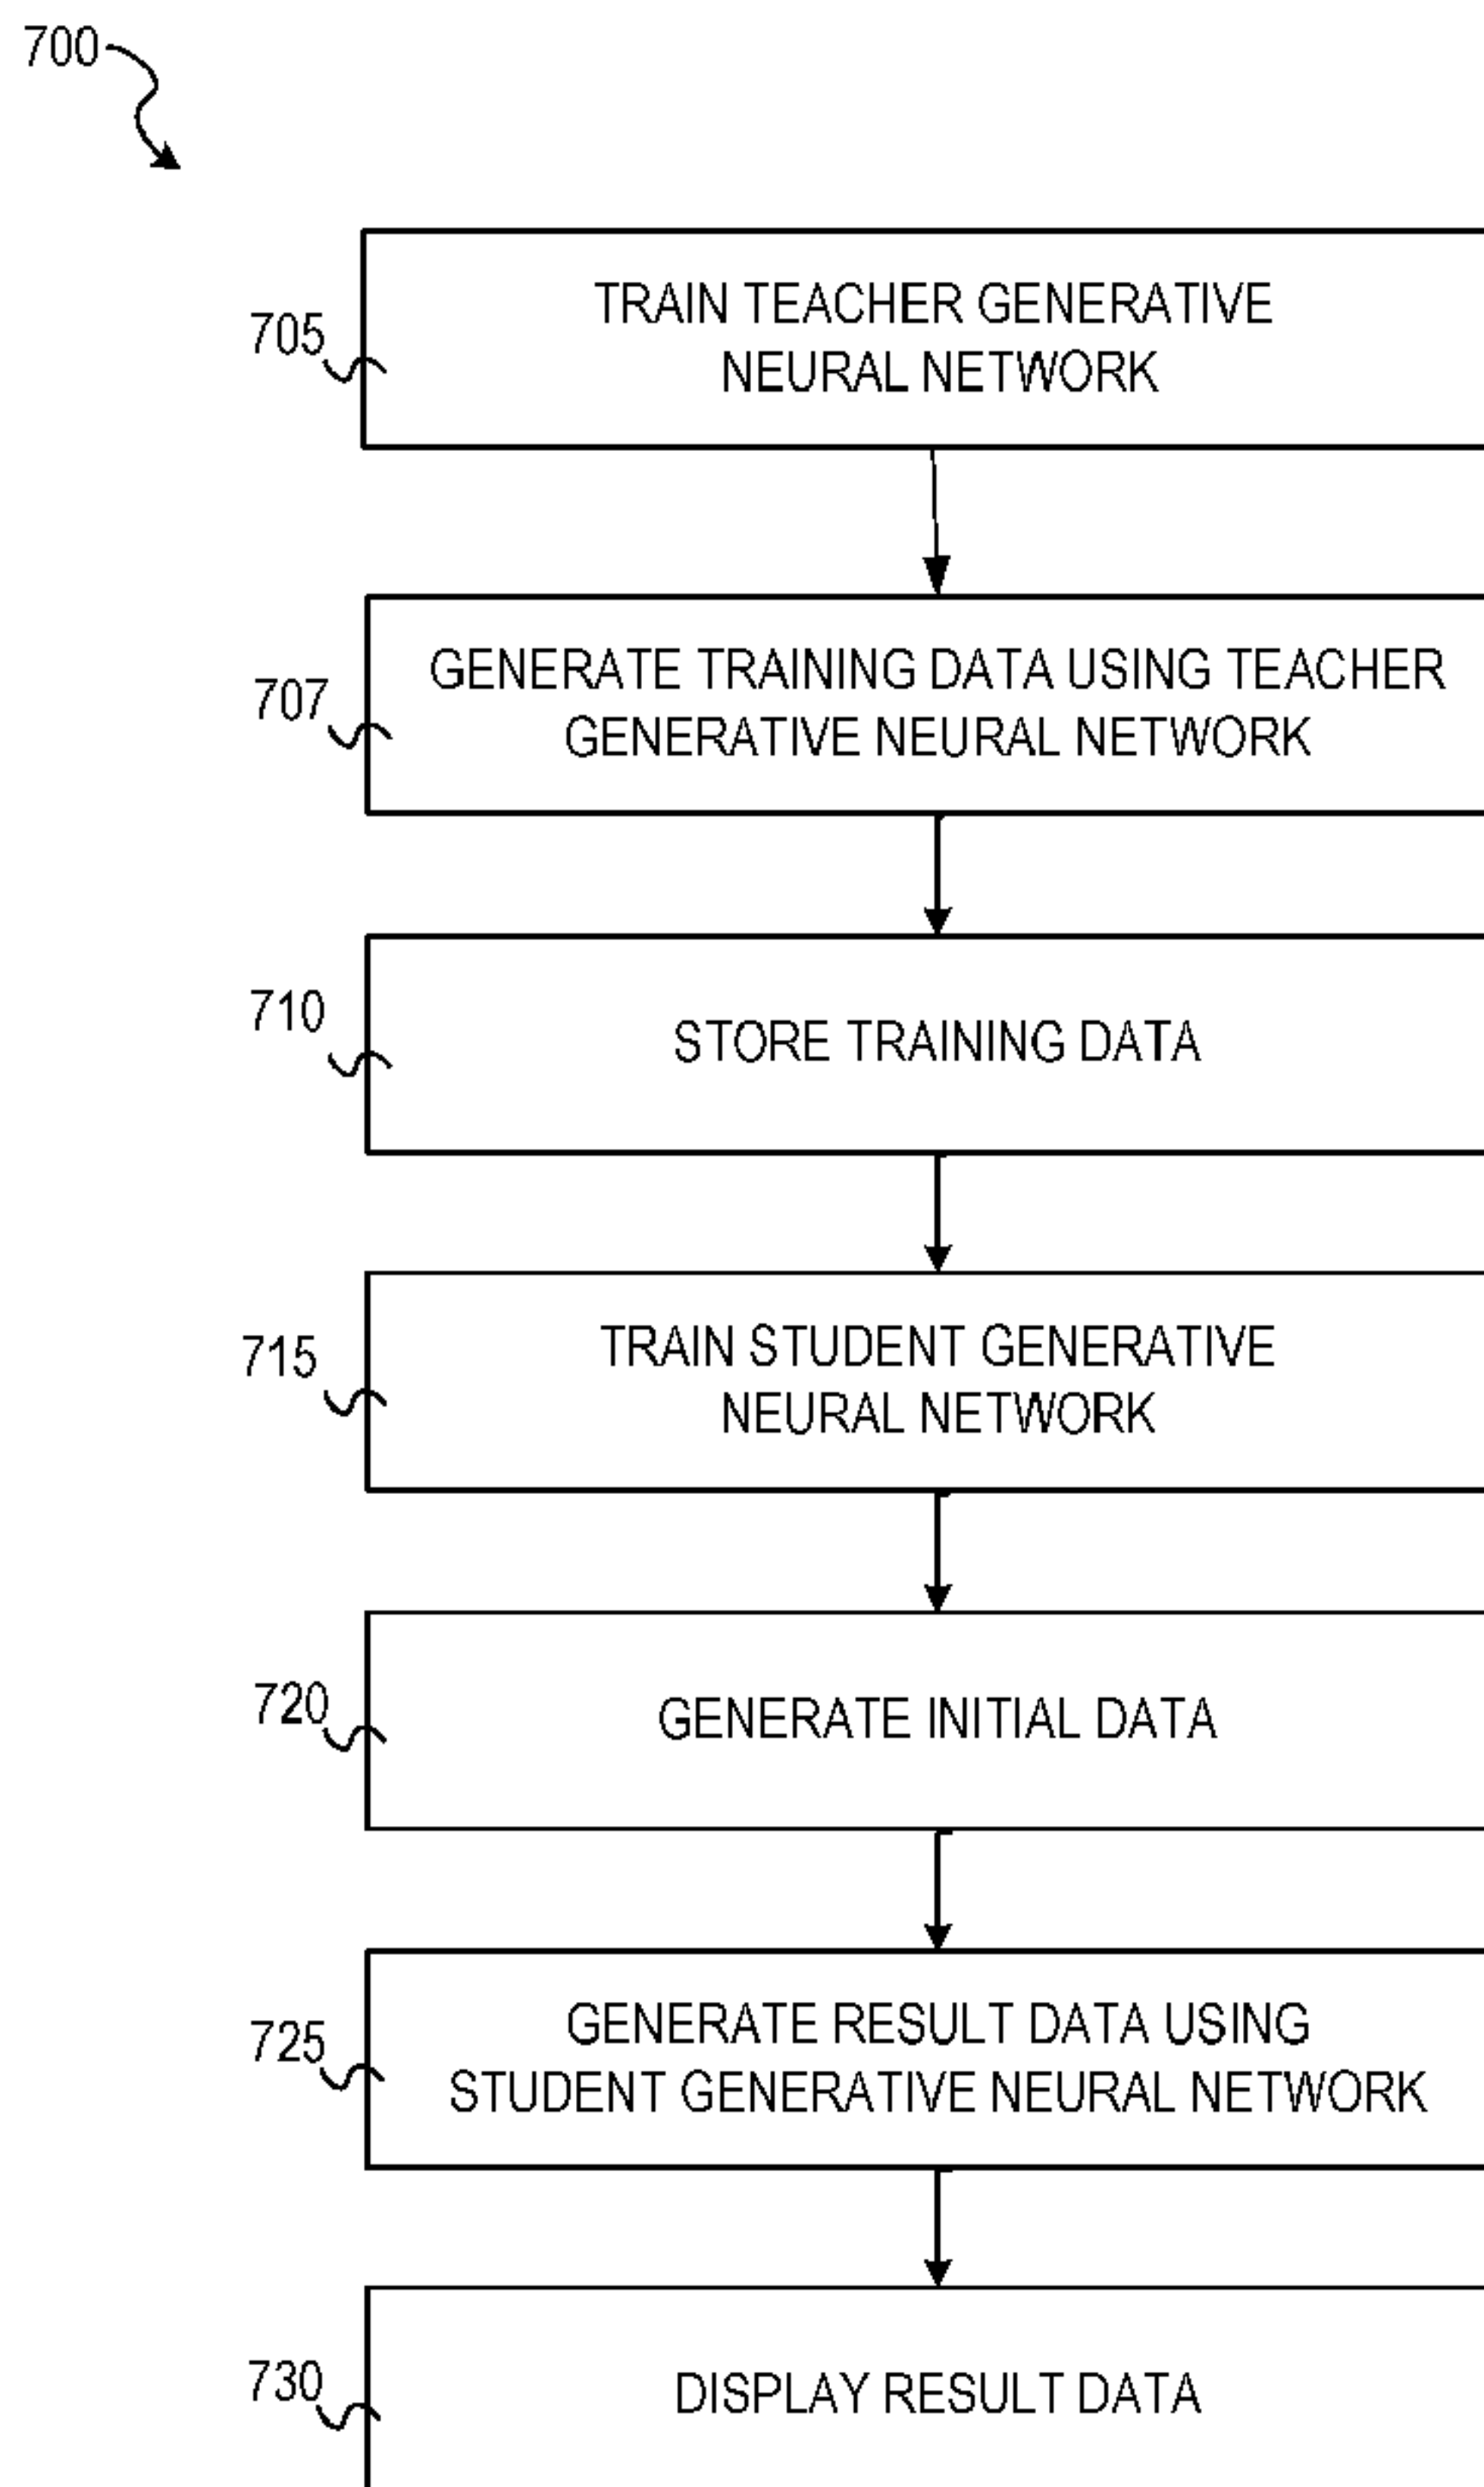 700
705
TRAIN TEACHER GENERATIVE
NEURAL NETWORK
707
GENERATE TRAINING DATA USING TEACHER
GENERATIVE NEURAL NETWORK
710
STORE TRAINING DATA
715
TRAIN STUDENT GENERATIVE
NEURAL NETWORK
720
GENERATE INITIAL DATA
725
GENERATE RESULT DATA USING
STUDENT GENERATIVE NEURAL NETWORK
730
DISPLAY RESULT DATA